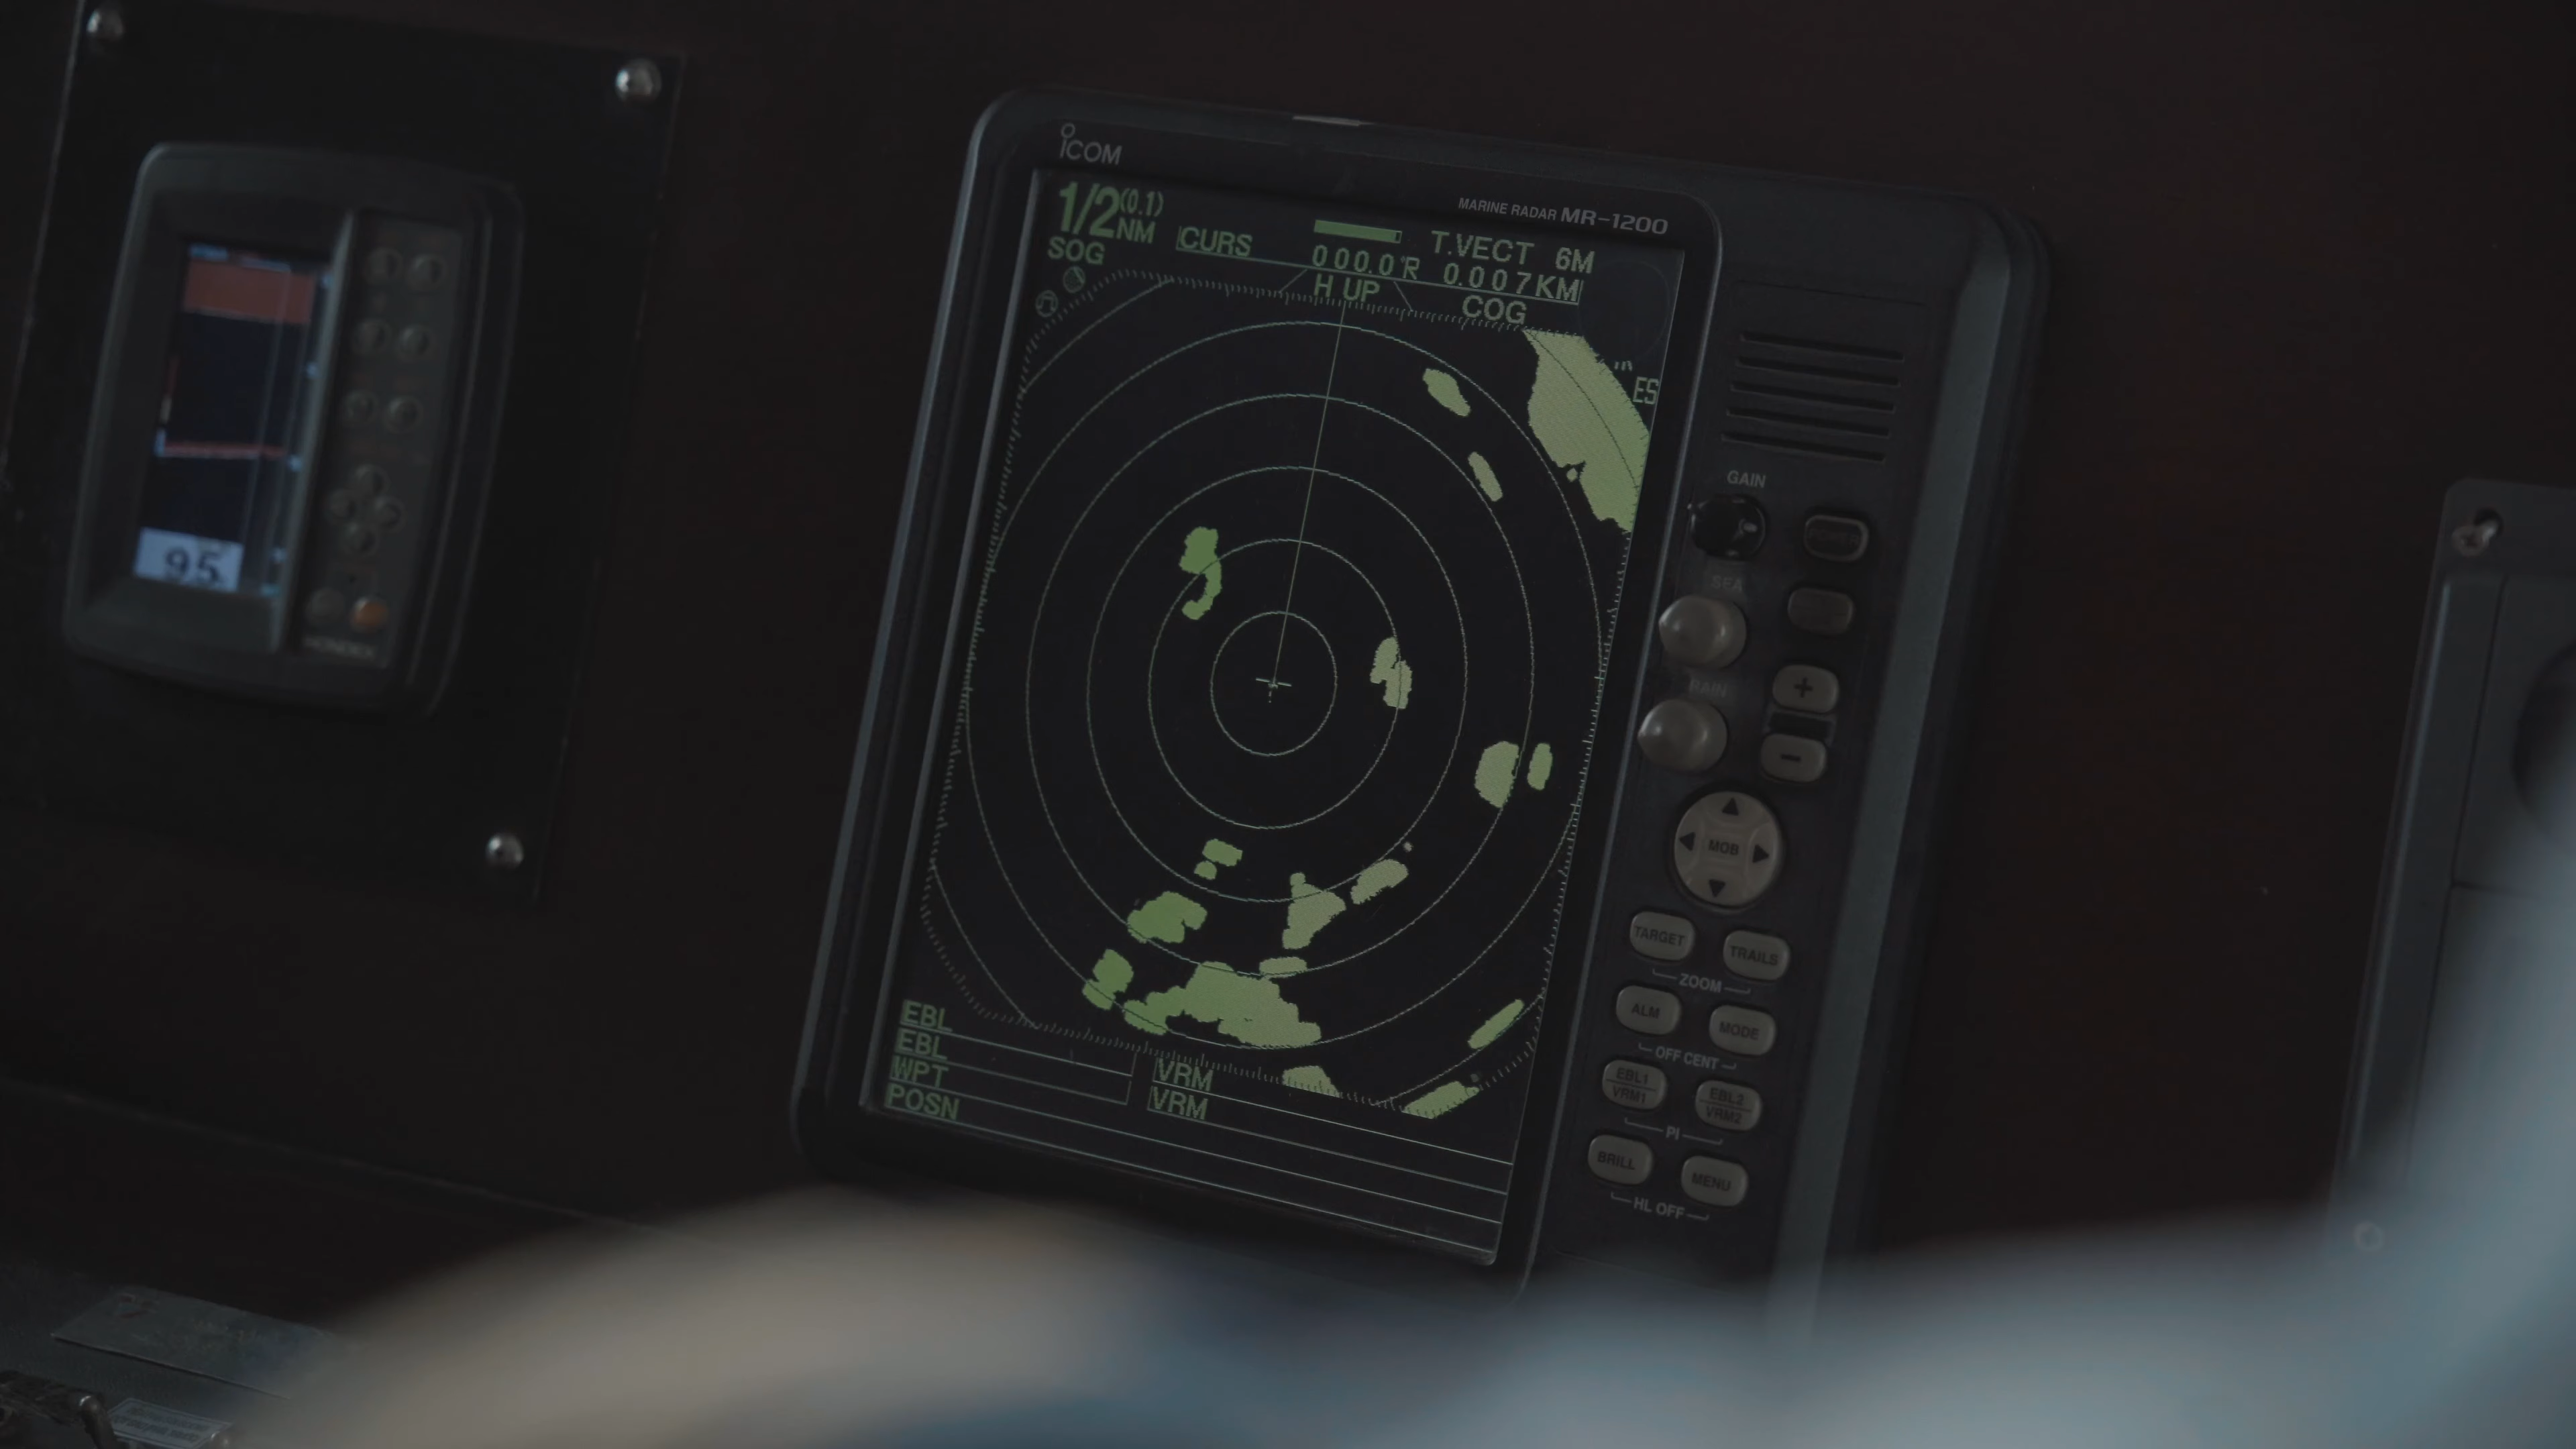 95
ICOM
MARINE RADAR MR-1200
1/2 (0.1) NM
SOG
CURS
000.0°R
T.VECT 6M
0.007KM
H UP
COG
ES
GAIN
SEA
RAIN
+
−
MOB
TARGET
TRAILS
ZOOM
ALM
MODE
OFF CENT
EBL1
VRM1
EBL2
VRM2
PI
BRILL
MENU
HL OFF
EBL
EBL
WPT
POSN
VRM
VRM